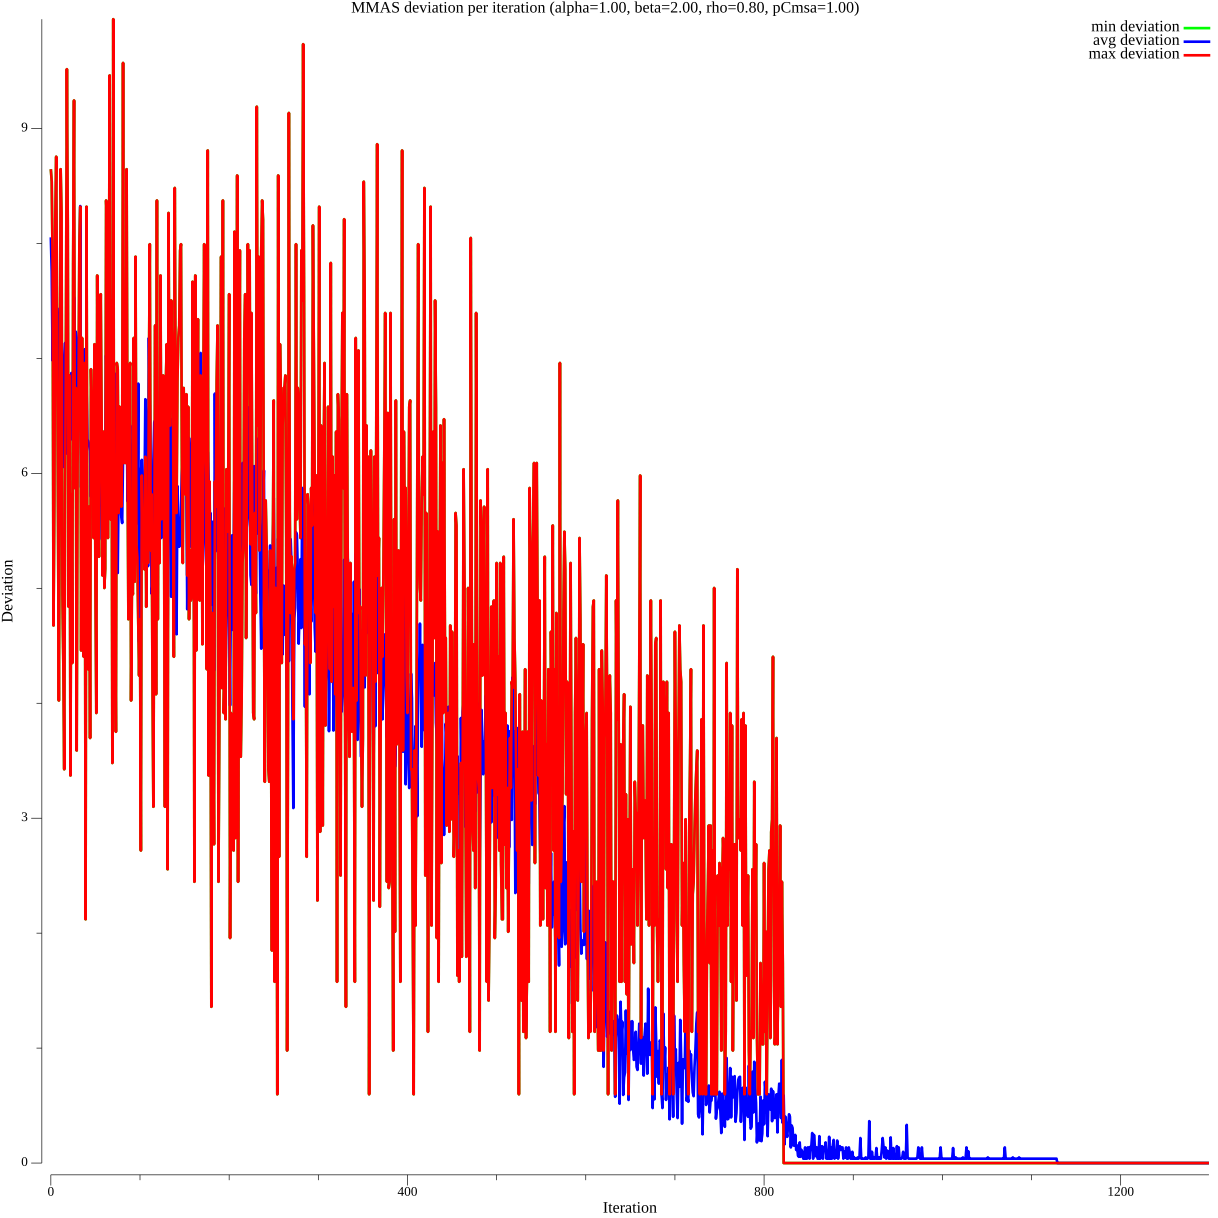 MMAS deviation per iteration (alpha=1.00, beta=2.00, rho=0.80, pCmsa=1.00)
min deviation
avg deviation
max deviation
9
6
3
0
Deviation
0
400
800
1200
Iteration